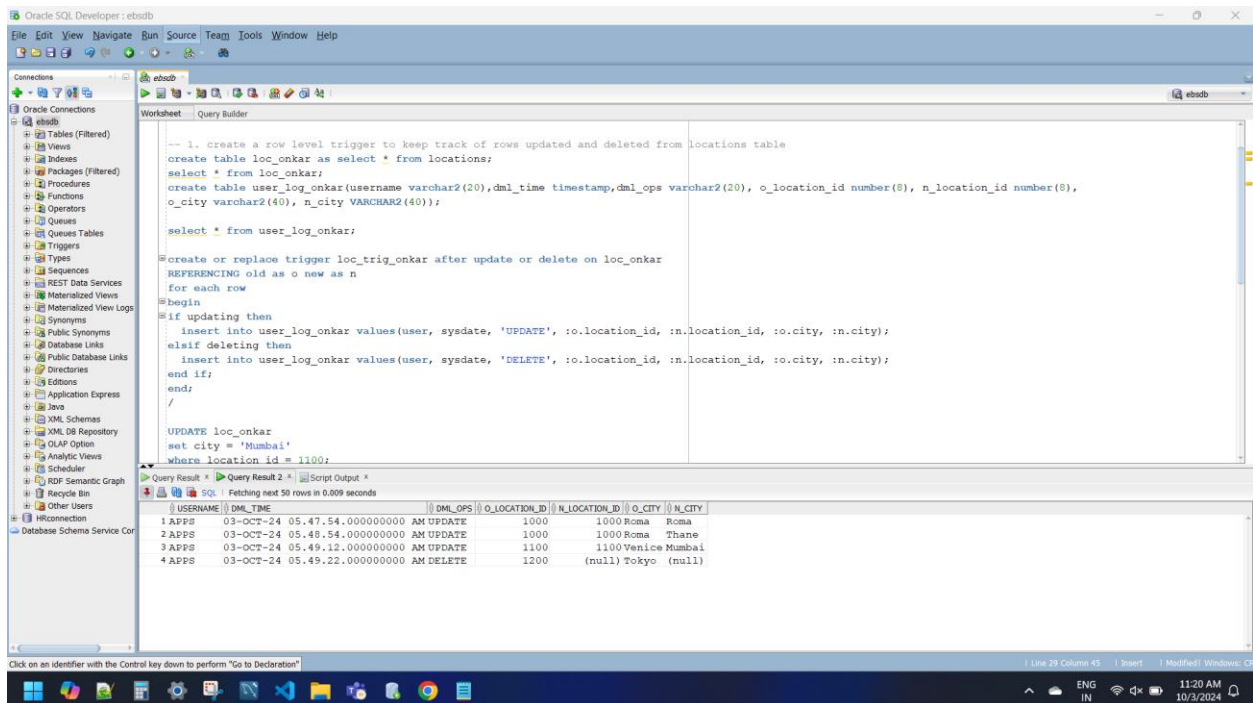 Oracle SQL Developer : ebsdb
File Edit View Navigate Run Source Team Tools Window Help
Connections
ebsdb
ebsdb
Oracle Connections
ebsdb
Tables (Filtered)
Views
Indexes
Packages (Filtered)
Procedures
Functions
Operators
Queues
Queues Tables
Triggers
Types
Sequences
REST Data Services
Materialized Views
Materialized View Logs
Synonyms
Public Synonyms
Database Links
Public Database Links
Directories
Editions
Application Express
Java
XML Schemas
XML DB Repository
OLAP Option
Analytic Views
Scheduler
RDF Semantic Graph
Recycle Bin
Other Users
HRconnection
Database Schema Service Cor
Worksheet Query Builder
-- 1. create a row level trigger to keep track of rows updated and deleted from locations table
create table loc_onkar as select * from locations;
select * from loc_onkar;
create table user_log_onkar(username varchar2(20),dml_time timestamp,dml_ops varchar2(20), o_location_id number(8), n_location_id number(8),
o_city varchar2(40), n_city VARCHAR2(40));
select * from user_log_onkar;
create or replace trigger loc_trig_onkar after update or delete on loc_onkar
REFERENCING old as o new as n
for each row
begin
if updating then
insert into user_log_onkar values(user, sysdate, 'UPDATE', :o.location_id, :n.location_id, :o.city, :n.city);
elsif deleting then
insert into user_log_onkar values(user, sysdate, 'DELETE', :o.location_id, :n.location_id, :o.city, :n.city);
end if;
end;
/
UPDATE loc_onkar
set city = 'Mumbai'
where location_id = 1100;
Query Result × Query Result 2 × Script Output ×
SQL | Fetching next 50 rows in 0.009 seconds
USERNAME DML_TIME DML_OPS O_LOCATION_ID N_LOCATION_ID O_CITY N_CITY
1 APPS 03-OCT-24 05.47.54.000000000 AM UPDATE 1000 1000 Roma Roma
2 APPS 03-OCT-24 05.48.54.000000000 AM UPDATE 1000 1000 Roma Thane
3 APPS 03-OCT-24 05.49.12.000000000 AM UPDATE 1100 1100 Venice Mumbai
4 APPS 03-OCT-24 05.49.22.000000000 AM DELETE 1200 (null) Tokyo (null)
Click on an identifier with the Control key down to perform "Go to Declaration"
| Line 29 Column 45 | Insert | Modified| Windows: CR
ENG
IN
11:20 AM
10/3/2024